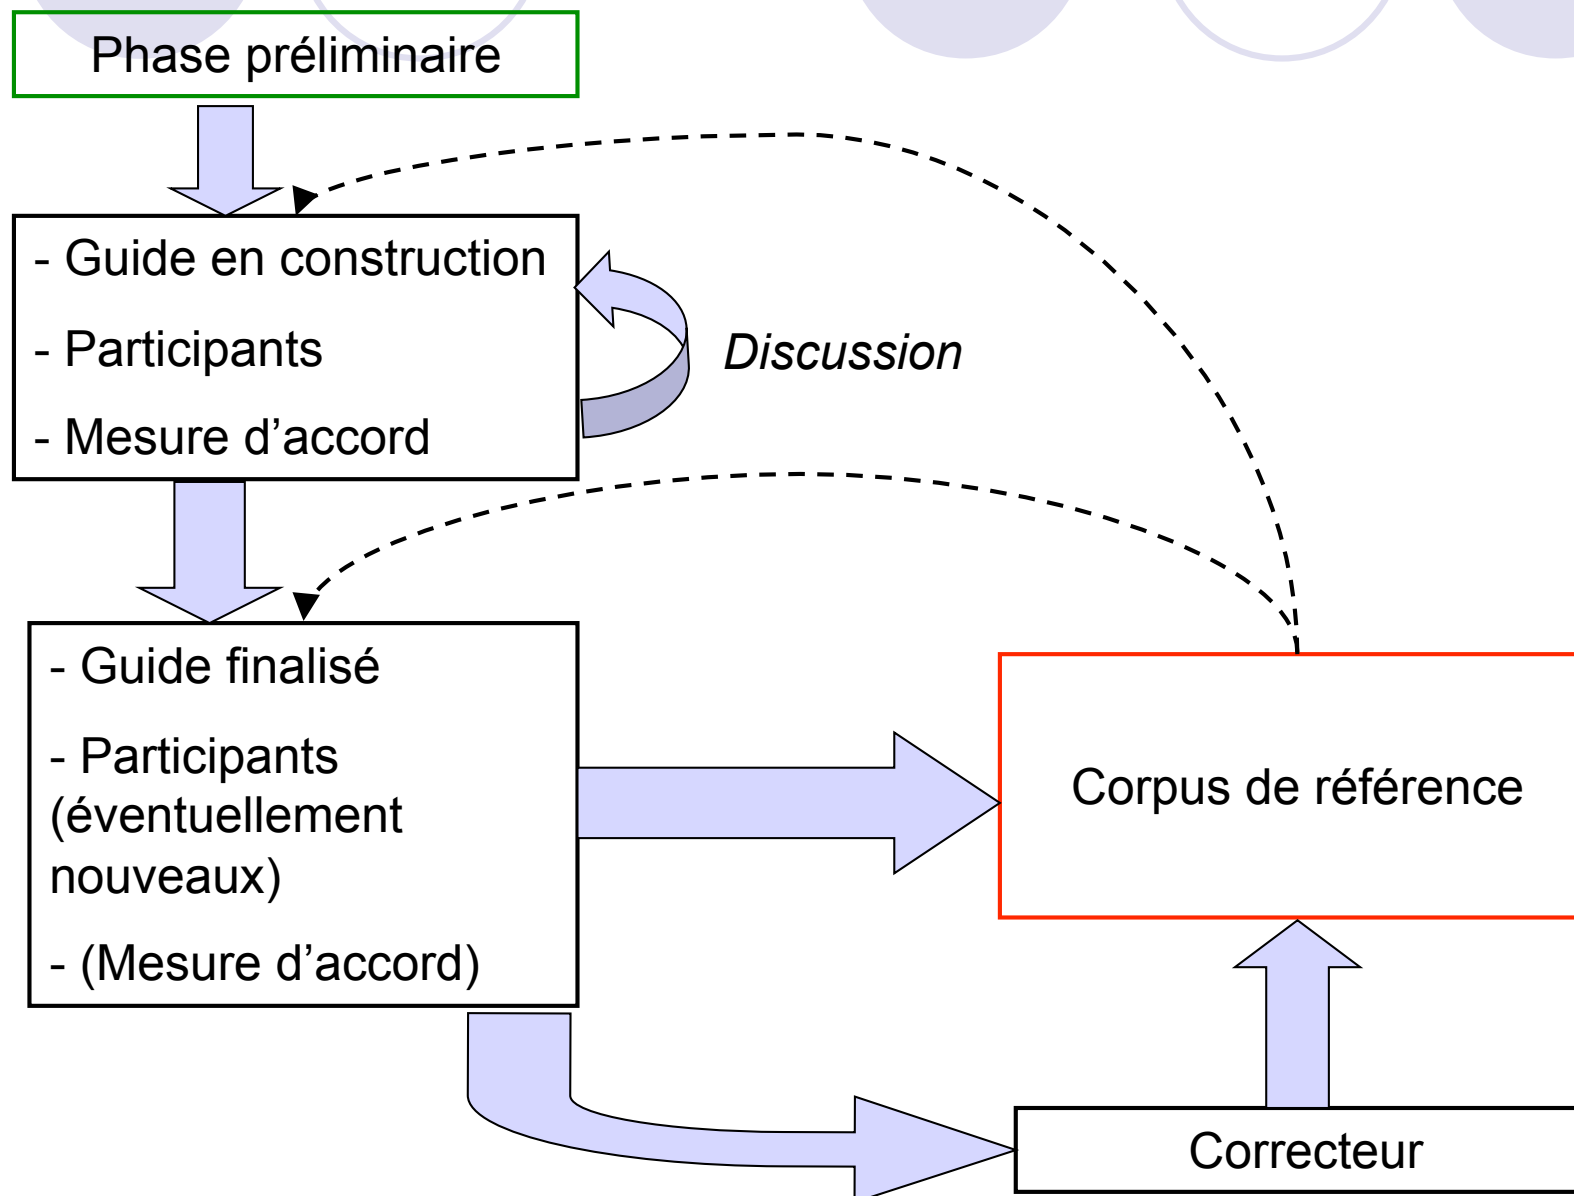 Phase préliminaire
- Guide en construction
- Participants
- Mesure d’accord
Discussion
- Guide finalisé
- Participants
(éventuellement
nouveaux)
- (Mesure d’accord)
Corpus de référence
Correcteur